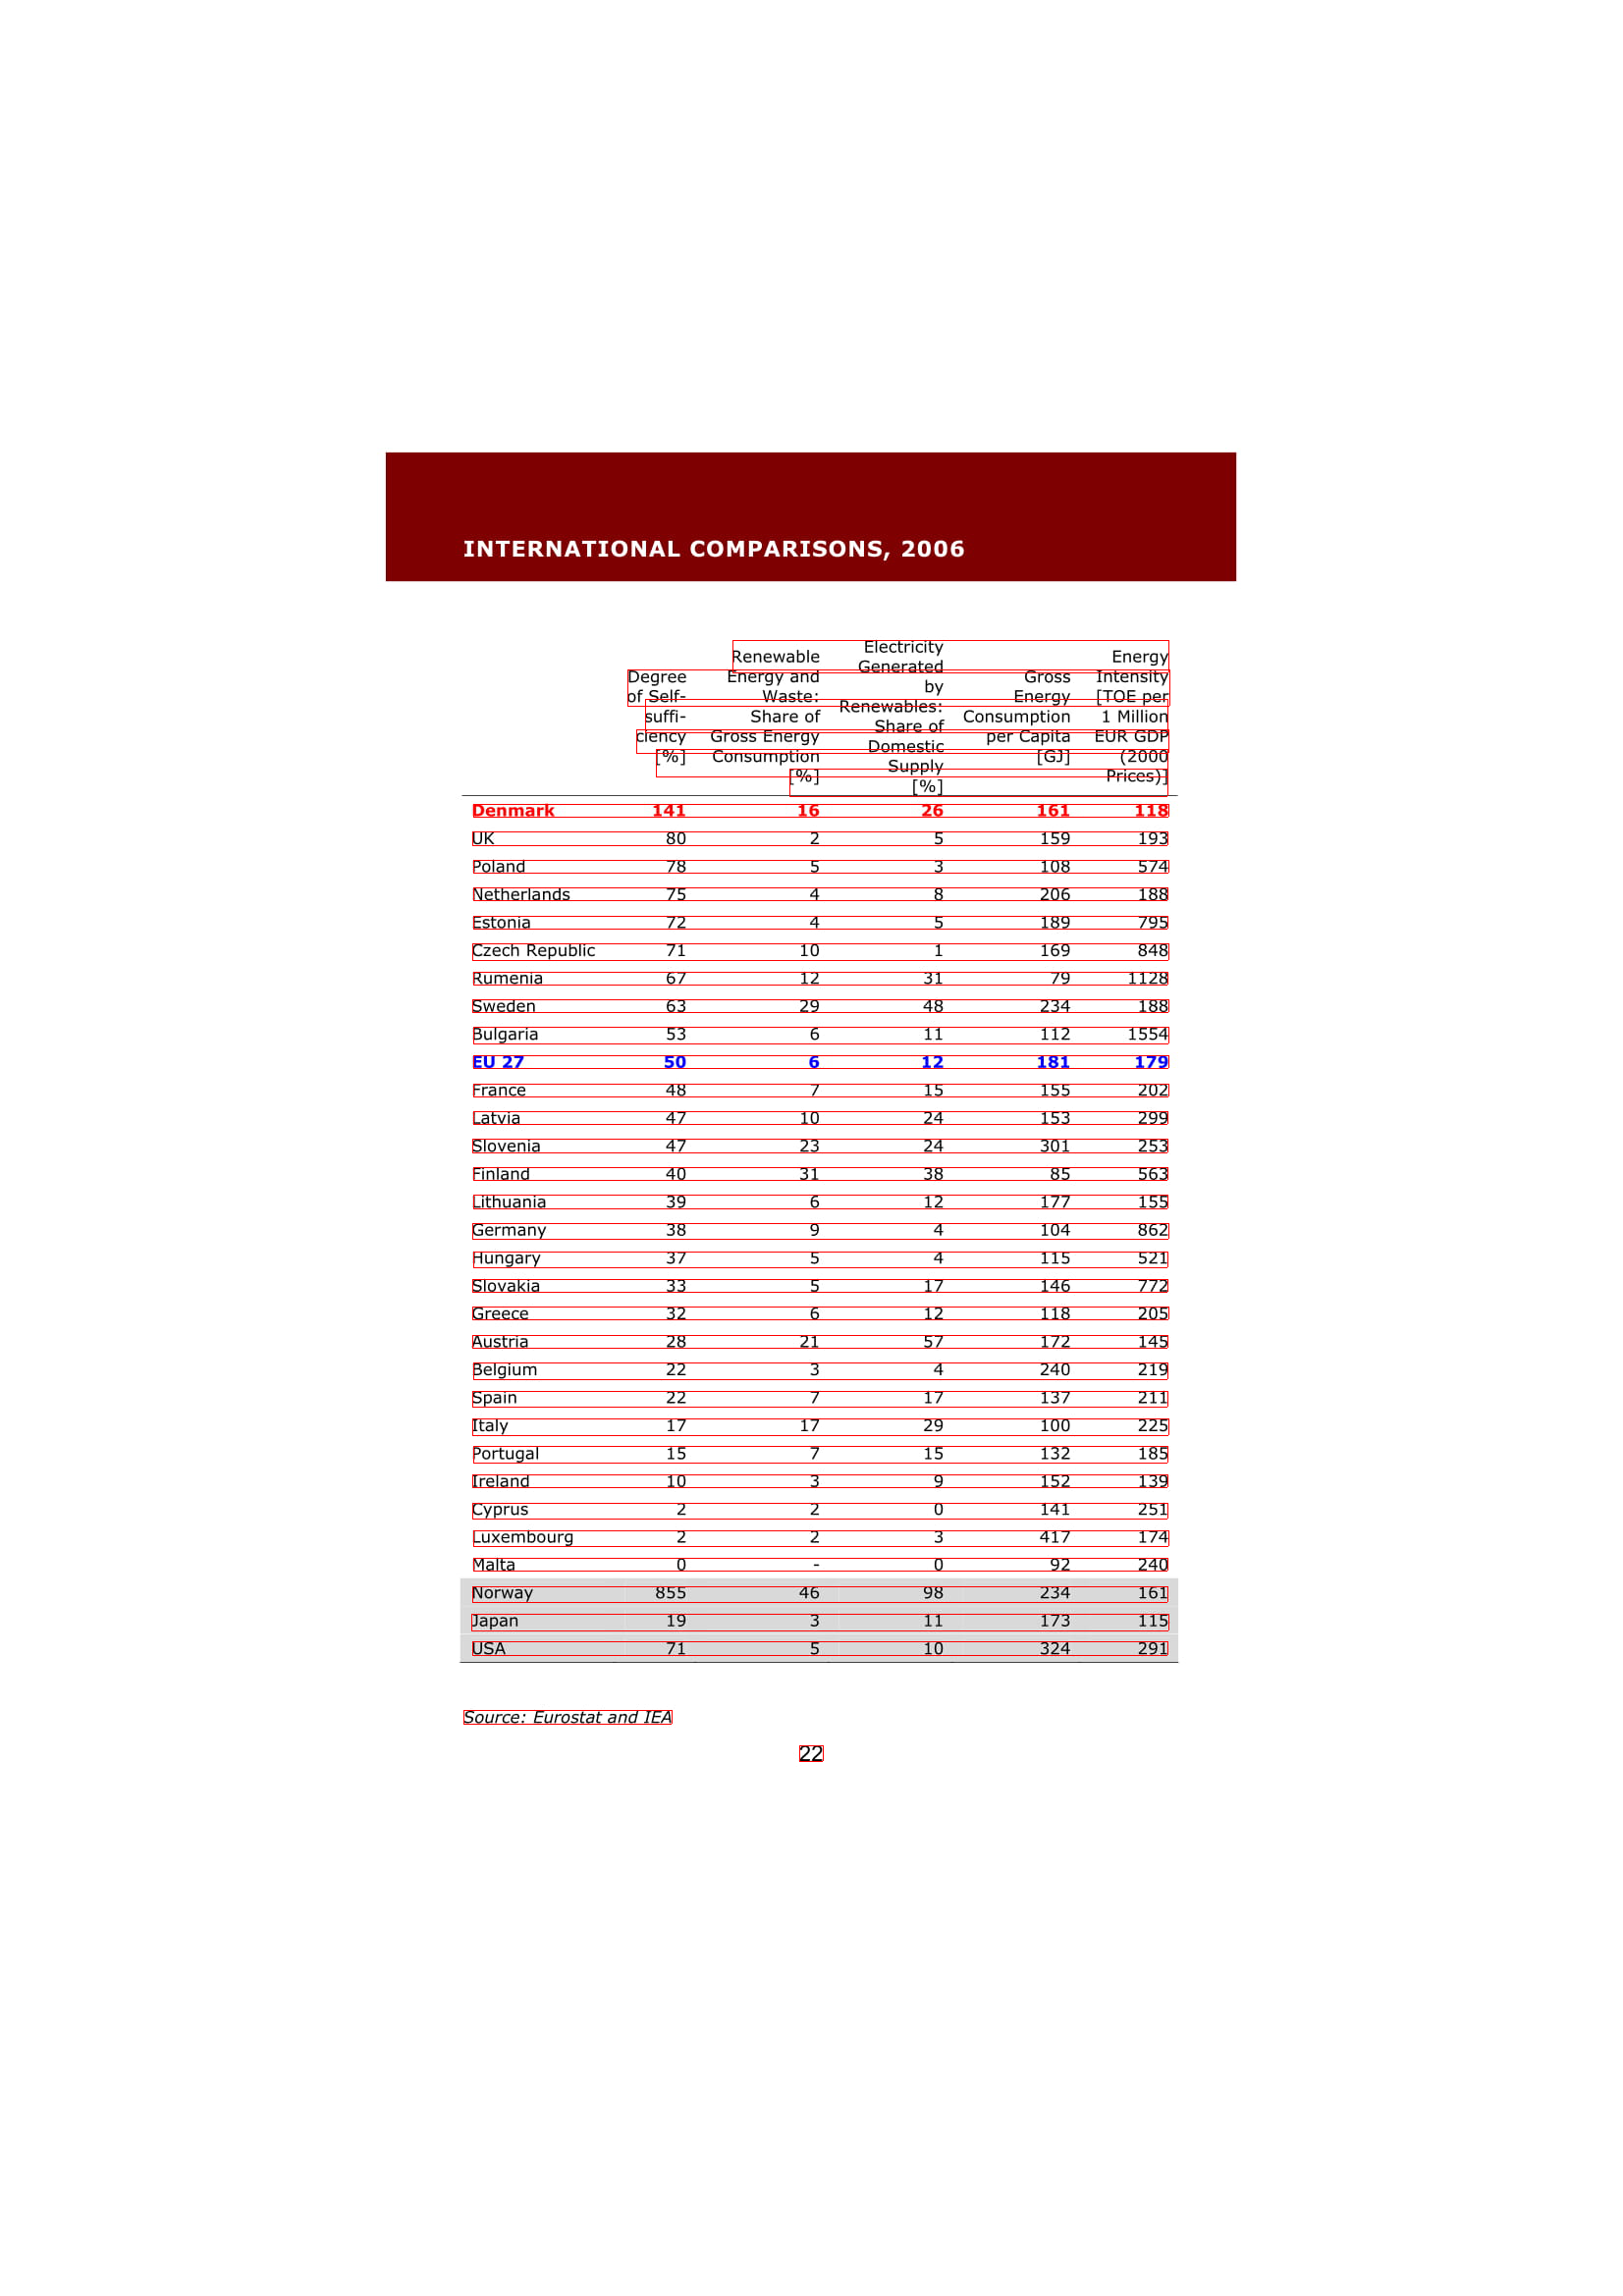 INTERNATIONAL COMPARISONS, 2006
Degree
of Self-
suffi-
ciency
[%]
Renewable
Energy and
Waste:
Share of
Gross Energy
Consumption
[%]
Electricity
Generated
by
Renewables:
Share of
Domestic
Supply
[%]
Gross
Energy
Consumption
per Capita
[GJ]
Energy
Intensity
[TOE per
1 Million
EUR GDP
(2000
Prices)]
Denmark 141 16 26 161 118
UK 80 2 5 159 193
Poland 78 5 3 108 574
Netherlands 75 4 8 206 188
Estonia 72 4 5 189 795
Czech Republic 71 10 1 169 848
Rumenia 67 12 31 79 1128
Sweden 63 29 48 234 188
Bulgaria 53 6 11 112 1554
EU 27 50 6 12 181 179
France 48 7 15 155 202
Latvia 47 10 24 153 299
Slovenia 47 23 24 301 253
Finland 40 31 38 85 563
Lithuania 39 6 12 177 155
Germany 38 9 4 104 862
Hungary 37 5 4 115 521
Slovakia 33 5 17 146 772
Greece 32 6 12 118 205
Austria 28 21 57 172 145
Belgium 22 3 4 240 219
Spain 22 7 17 137 211
Italy 17 17 29 100 225
Portugal 15 7 15 132 185
Ireland 10 3 9 152 139
Cyprus 2 2 0 141 251
Luxembourg 2 2 3 417 174
Malta 0 - 0 92 240
Norway 855 46 98 234 161
Japan 19 3 11 173 115
USA 71 5 10 324 291
Source: Eurostat and IEA
22